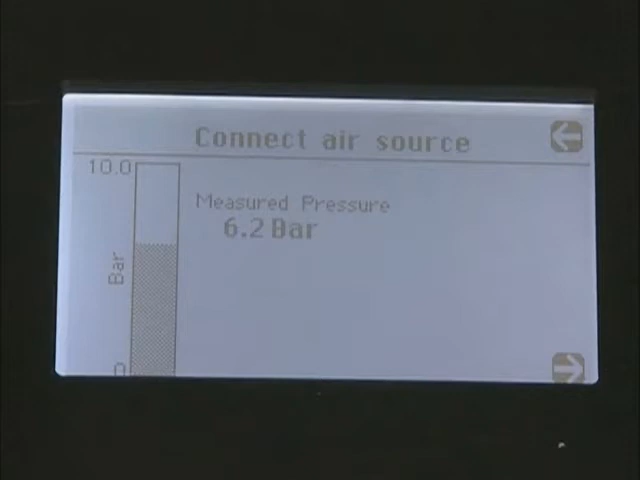 Connect air source
10.0
Measured Pressure
6.2 Bar
Bar
0